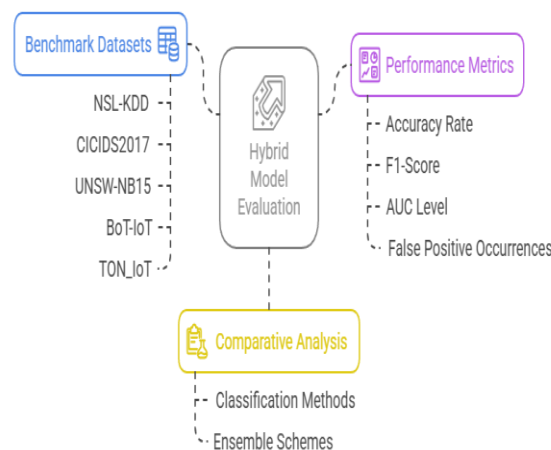 Benchmark Datasets
NSL-KDD
CICIDS2017
UNSW-NB15
BoT-IoT
TON_IoT
Hybrid
Model
Evaluation
Performance Metrics
Accuracy Rate
F1-Score
AUC Level
False Positive Occurrences
Comparative Analysis
Classification Methods
Ensemble Schemes